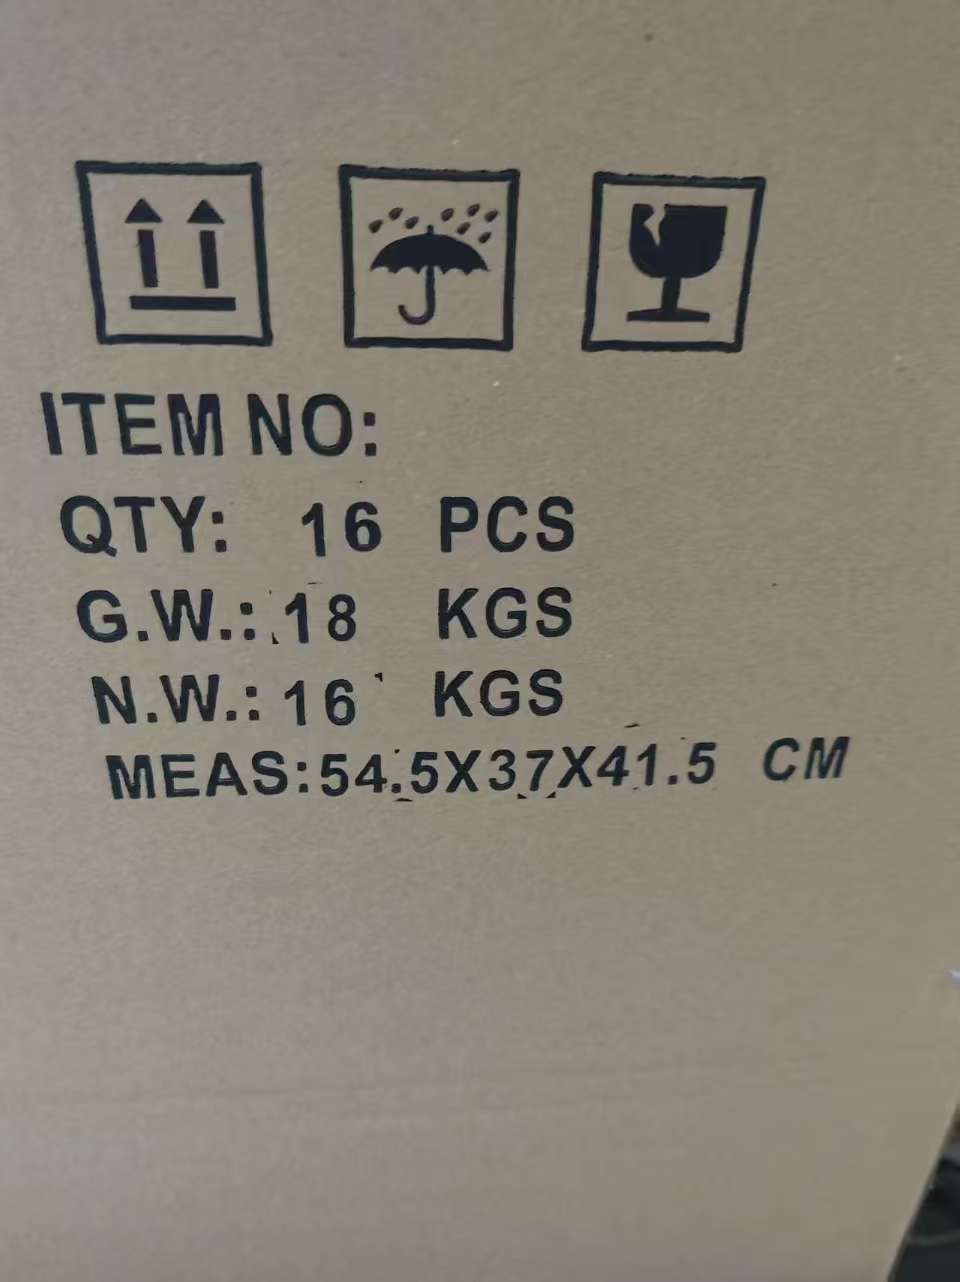 ITEM NO:
QTY: 16 PCS
G.W.: 18 KGS
N.W.: 16 KGS
MEAS:54.5X37X41.5 CM